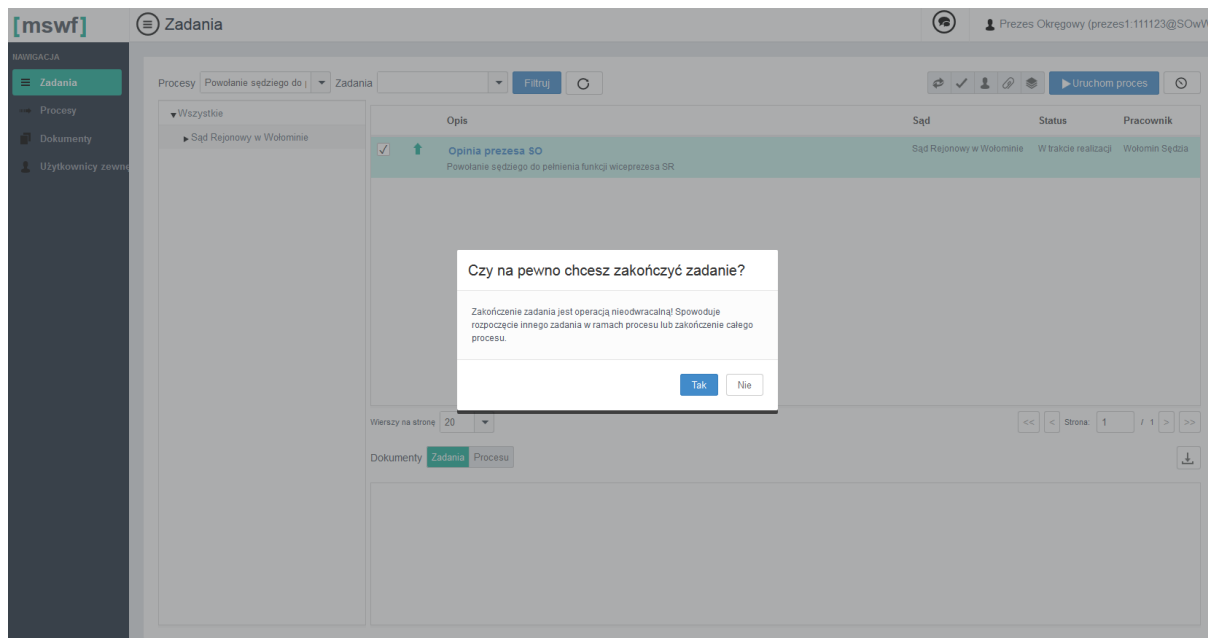 [mswf]
Zadania
Prezes Okręgowy (prezes1:111123@SOwW
NAWIGACJA
Zadania
Procesy
Dokumenty
Użytkownicy zewnę
Procesy Powołanie sędziego do Zadania Filtruj
Uruchom proces
Wszystkie
Sąd Rejonowy w Wołominie
Opis Sąd Status Pracownik
Opinia prezesa SO Sąd Rejonowy w Wołominie W trakcie realizacji Wołomin Sędzia
Powołanie sędziego do pełnienia funkcji wiceprezesa SR
Czy na pewno chcesz zakończyć zadanie?
Zakończenie zadania jest operacją nieodwracalną! Spowoduje
rozpoczęcie innego zadania w ramach procesu lub zakończenie całego
procesu.
Tak Nie
Wierszy na stronę 20 << < Strona: 1 / 1 > >>
Dokumenty Zadania Procesu